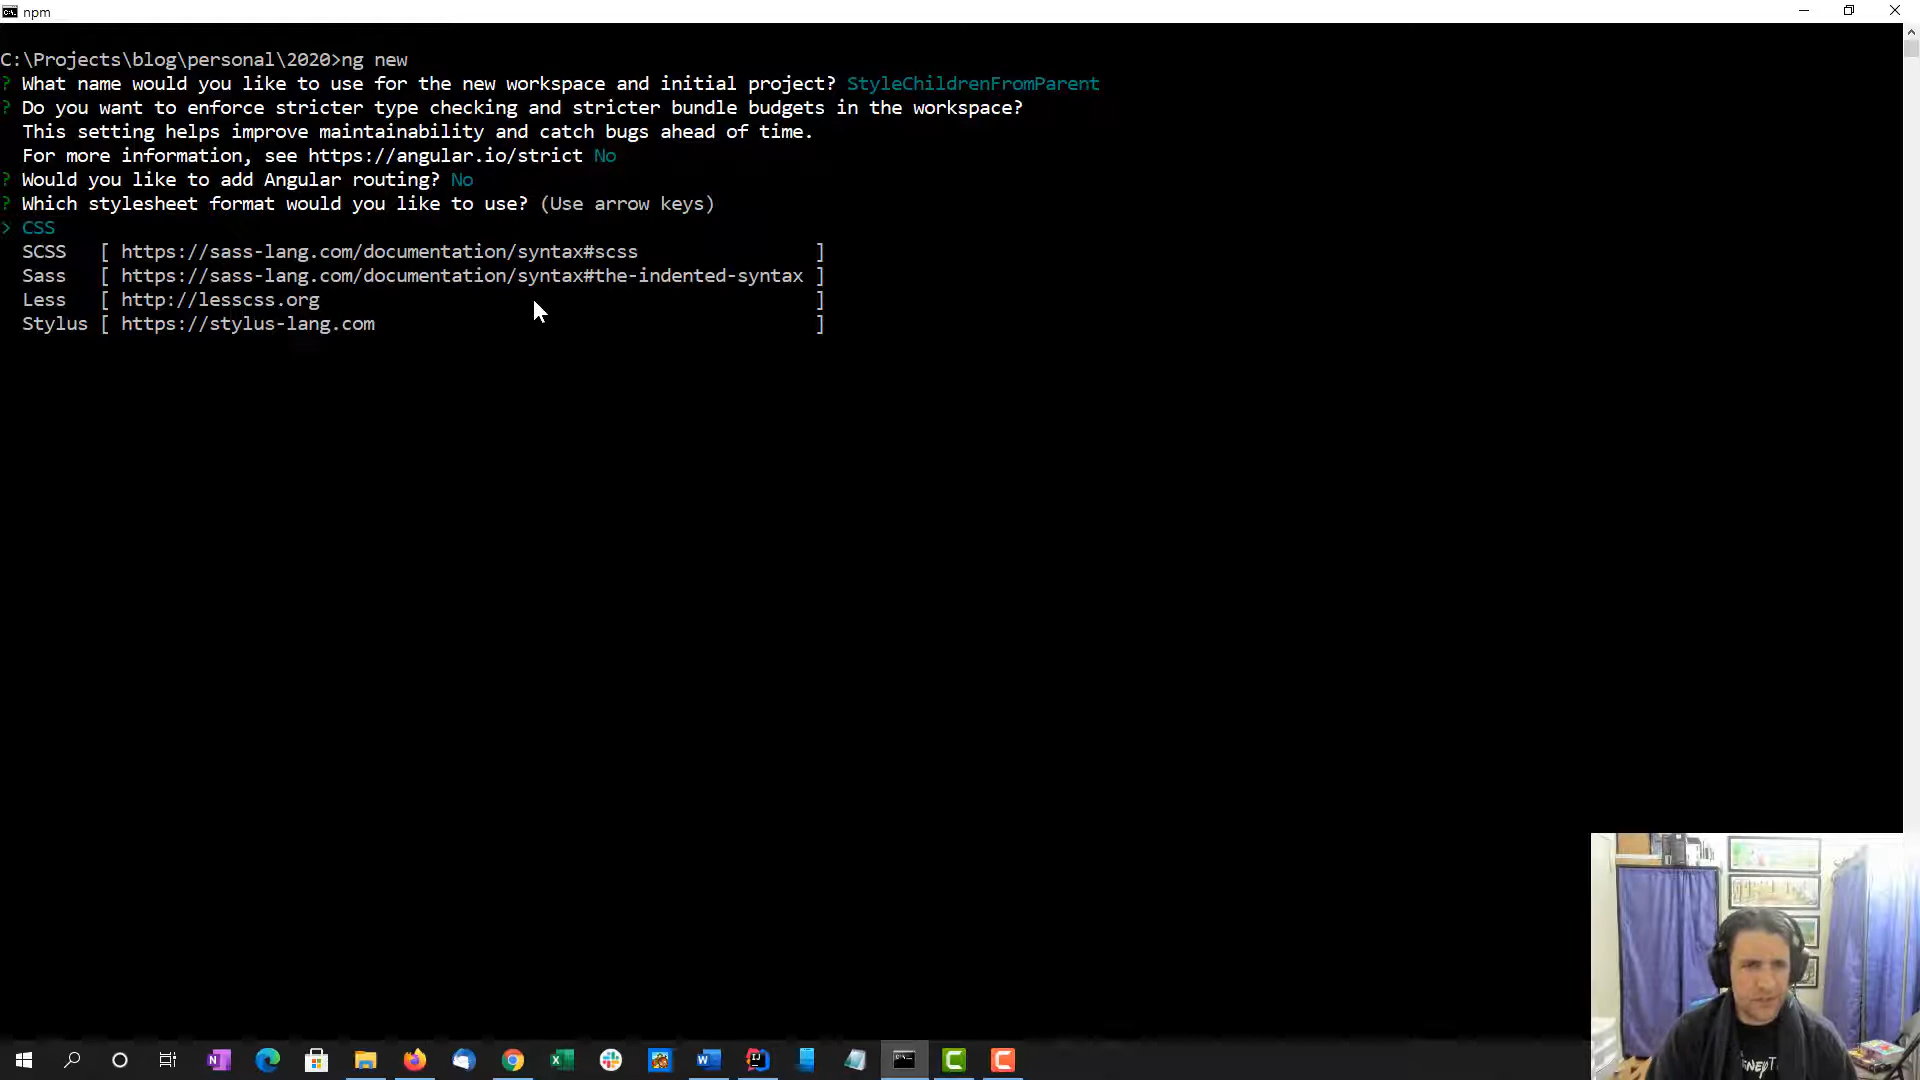 npm
C:\Projects\blog\personal\2020>ng new
? What name would you like to use for the new workspace and initial project? StyleChildrenFromParent
? Do you want to enforce stricter type checking and stricter bundle budgets in the workspace?
This setting helps improve maintainability and catch bugs ahead of time.
For more information, see https://angular.io/strict No
? Would you like to add Angular routing? No
? Which stylesheet format would you like to use? (Use arrow keys)
> CSS
SCSS [ https://sass-lang.com/documentation/syntax#scss ]
Sass [ https://sass-lang.com/documentation/syntax#the-indented-syntax ]
Less [ http://lesscss.org ]
Stylus [ https://stylus-lang.com ]